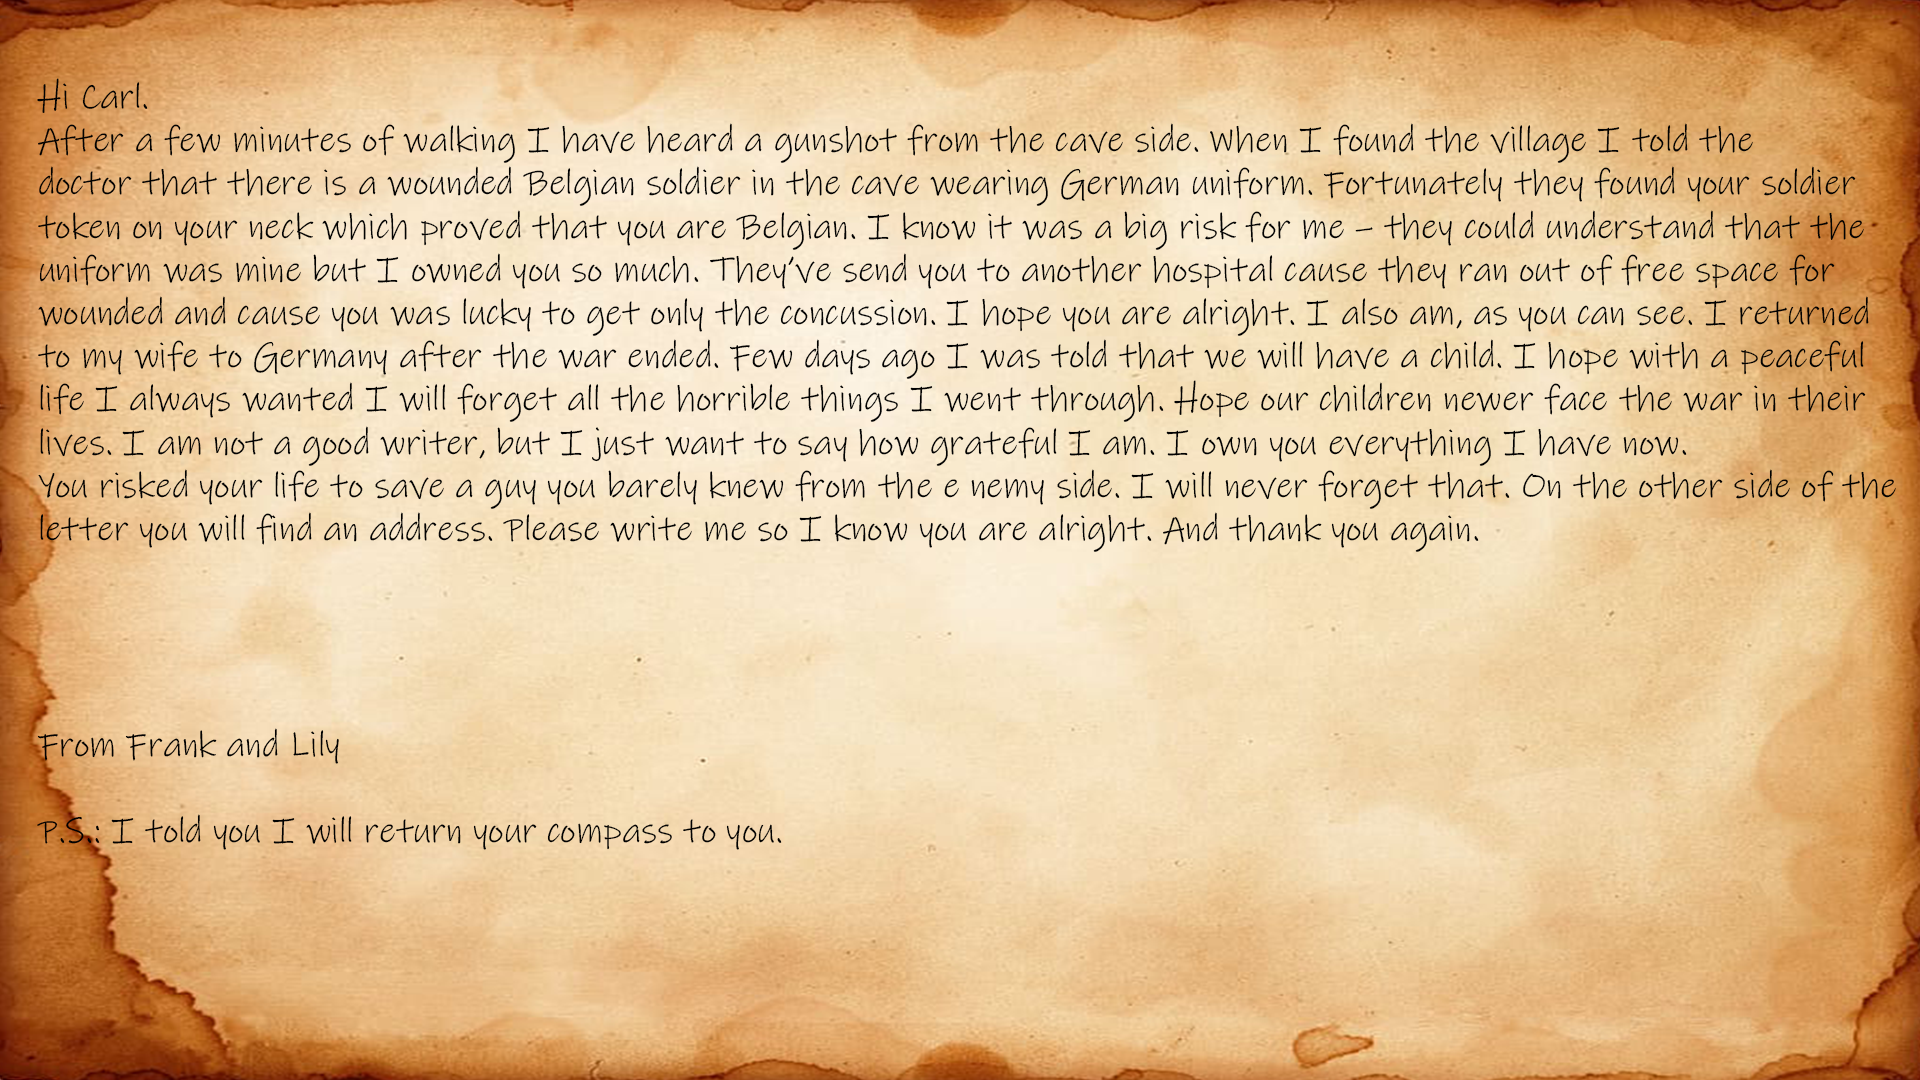 Hi Carl.
After a few minutes of walking I have heard a gunshot from the cave side. When I found the village I told the
doctor that there is a wounded Belgian soldier in the cave wearing German uniform. Fortunately they found your soldier
token on your neck which proved that you are Belgian. I know it was a big risk for me – they could understand that the
uniform was mine but I owned you so much. They've send you to another hospital cause they ran out of free space for
wounded and cause you was lucky to get only the concussion. I hope you are alright. I also am, as you can see. I returned
to my wife to Germany after the war ended. Few days ago I was told that we will have a child. I hope with a peaceful
life I always wanted I will forget all the horrible things I went through. Hope our children newer face the war in their
lives. I am not a good writer, but I just want to say how grateful I am. I own you everything I have now.
You risked your life to save a guy you barely knew from the e nemy side. I will never forget that. On the other side of the
letter you will find an address. Please write me so I know you are alright. And thank you again.
From Frank and Lily
P.S.: I told you I will return your compass to you.